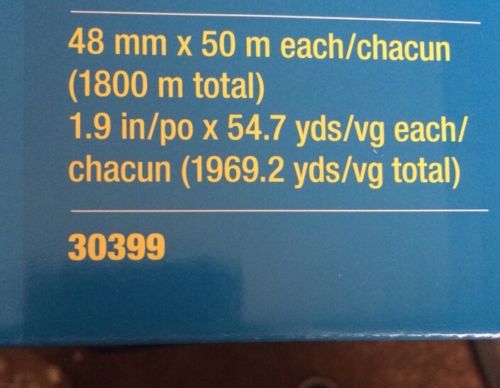 48 mm x 50 m each/chacun
(1800 m total)
1.9 in/po x 54.7 yds/vg each/
chacun (1969.2 yds/vg total)
30399